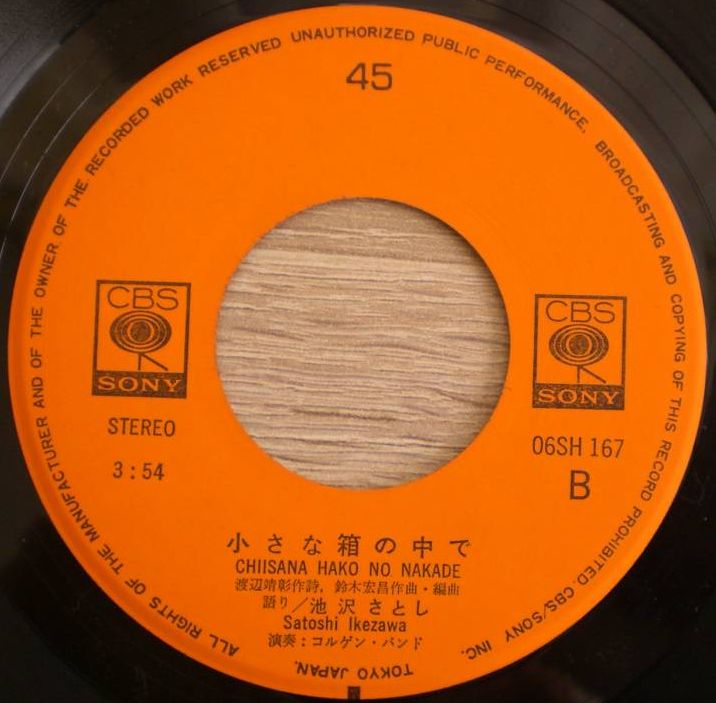 ALL RIGHTS OF THE MANUFACTURER AND OF THE OWNER OF THE RECORDED WORK RESERVED UNAUTHORIZED PUBLIC PERFORMANCE, BROADCASTING AND COPYING OF THIS RECORD PROHIBITED. CBS/SONY INC. TOKYO JAPAN.
45
CBS
SONY
CBS
SONY
STEREO
3:54
06SH 167
B
小さな箱の中で
CHIISANA HAKO NO NAKADE
渡辺靖彰作詩，鈴木宏昌作曲・編曲
語り／池沢さとし
Satoshi Ikezawa
演奏：コルゲン・バンド